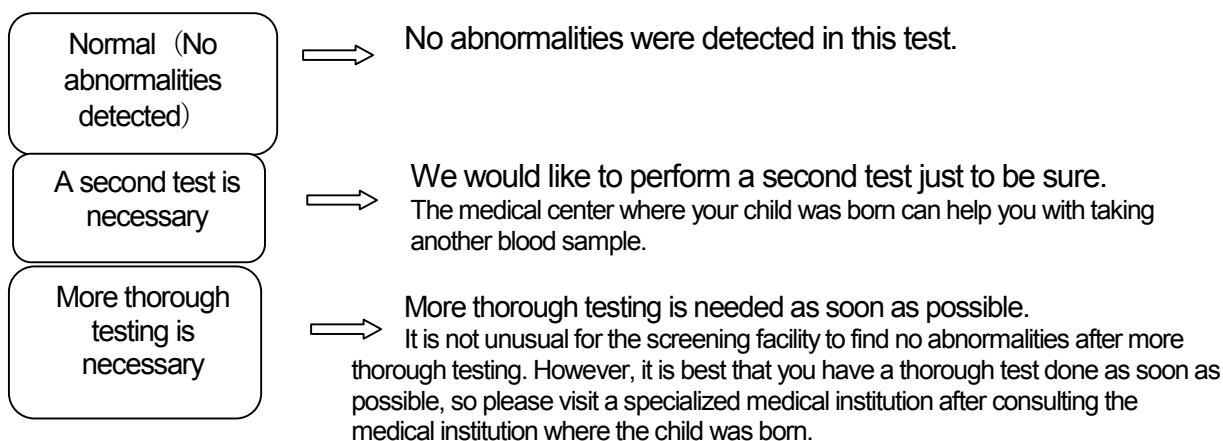 Normal（No
abnormalities
detected）
No abnormalities were detected in this test.
A second test is
necessary
We would like to perform a second test just to be sure.
The medical center where your child was born can help you with taking
another blood sample.
More thorough
testing is
necessary
More thorough testing is needed as soon as possible.
It is not unusual for the screening facility to find no abnormalities after more
thorough testing. However, it is best that you have a thorough test done as soon as
possible, so please visit a specialized medical institution after consulting the
medical institution where the child was born.